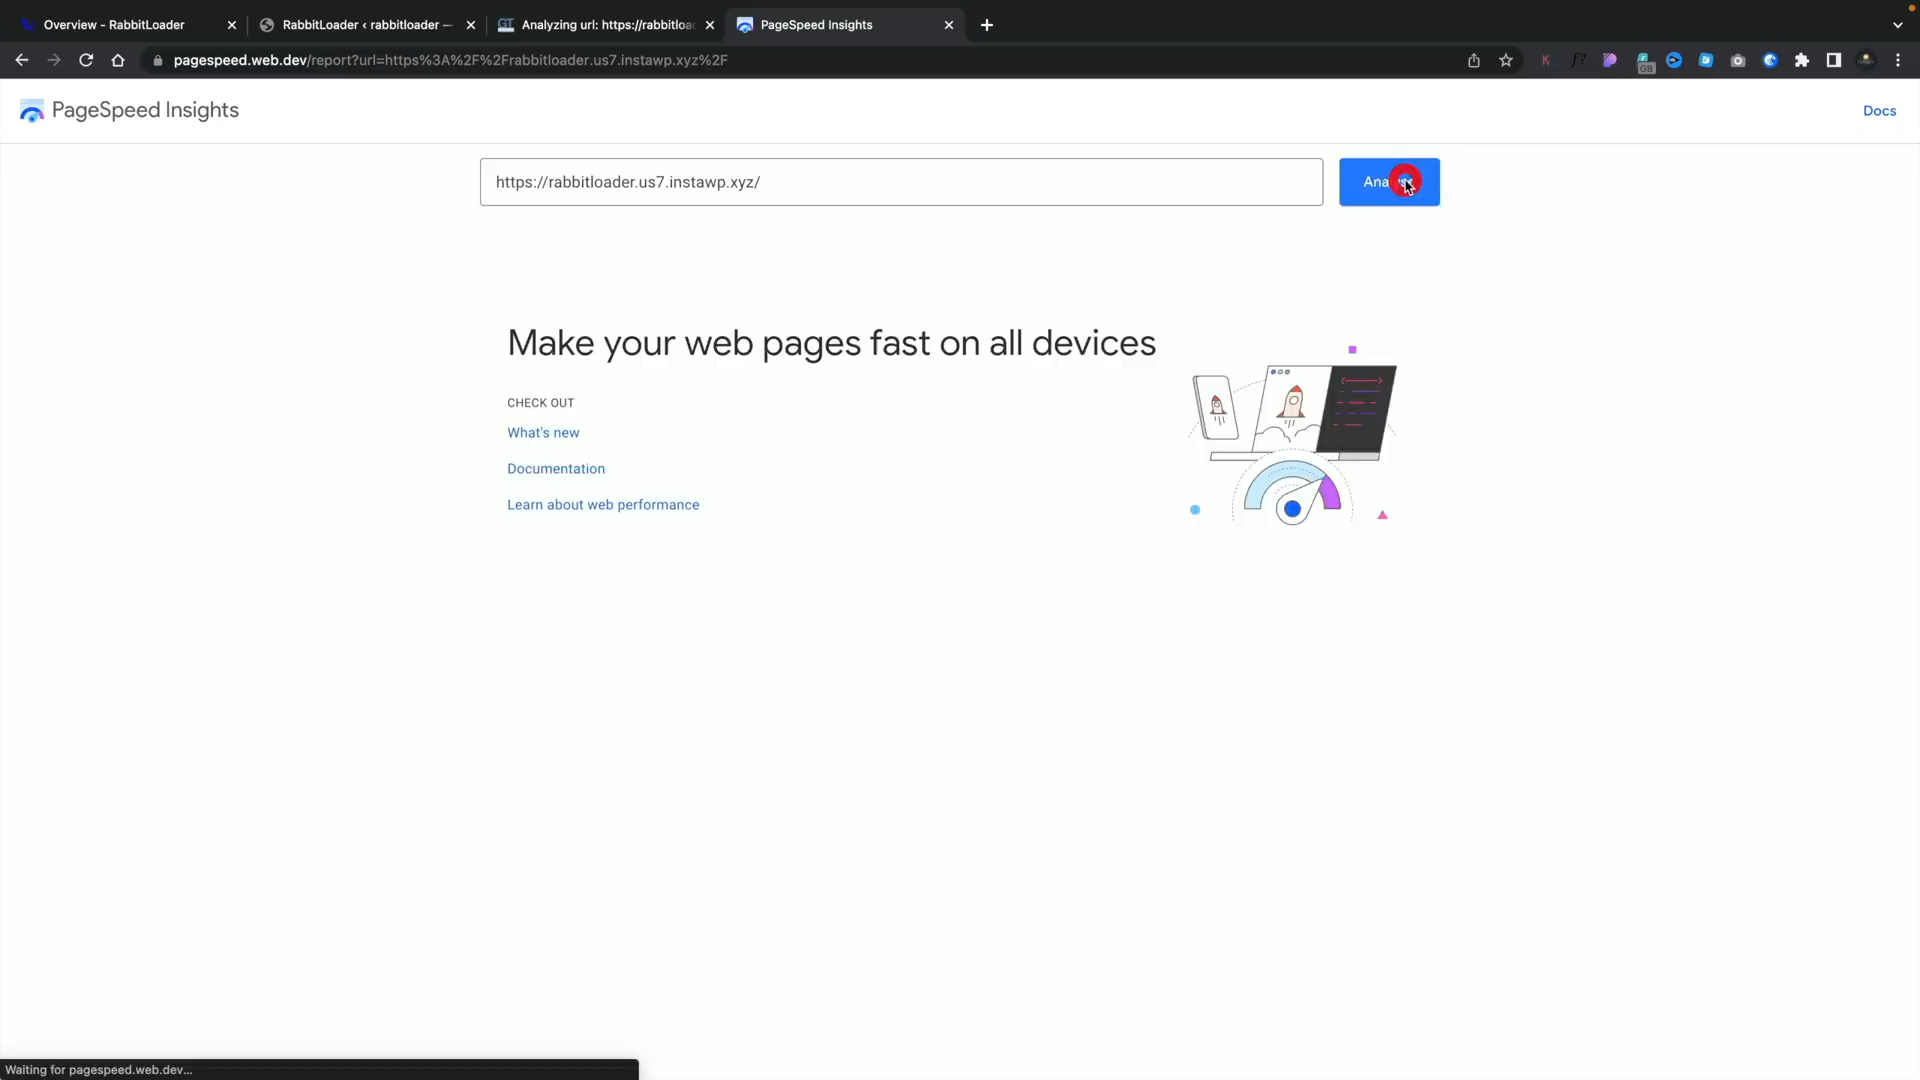 Overview - RabbitLoader
RabbitLoader ‹ rabbitloader —
GT Analyzing url: https://rabbitloa
PageSpeed Insights
pagespeed.web.dev/report?url=https%3A%2F%2Frabbitloader.us7.instawp.xyz%2F
GB
PageSpeed Insights
Docs
https://rabbitloader.us7.instawp.xyz/
Make your web pages fast on all devices
CHECK OUT
What's new
Documentation
Learn about web performance
Waiting for pagespeed.web.dev...